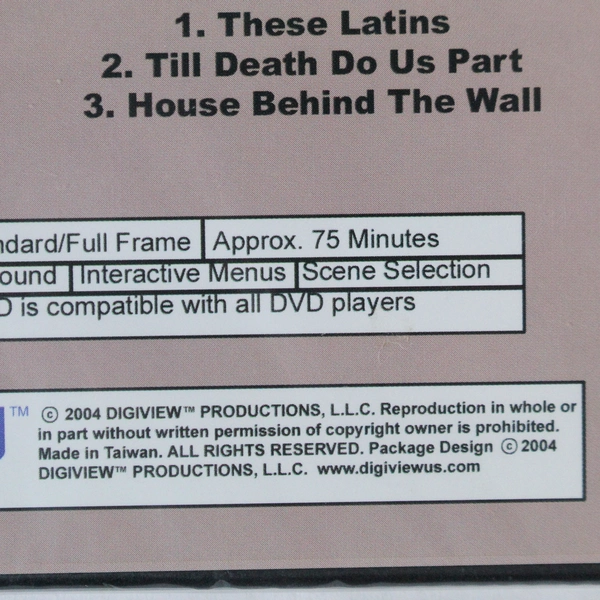 1. These Latins
2. Till Death Do Us Part
3. House Behind The Wall
ndard/Full Frame Approx. 75 Minutes
ound Interactive Menus Scene Selection
D is compatible with all DVD players
TM © 2004 DIGIVIEW™ PRODUCTIONS, L.L.C. Reproduction in whole or
in part without written permission of copyright owner is prohibited.
Made in Taiwan. ALL RIGHTS RESERVED. Package Design © 2004
DIGIVIEW™ PRODUCTIONS, L.L.C. www.digiviewus.com